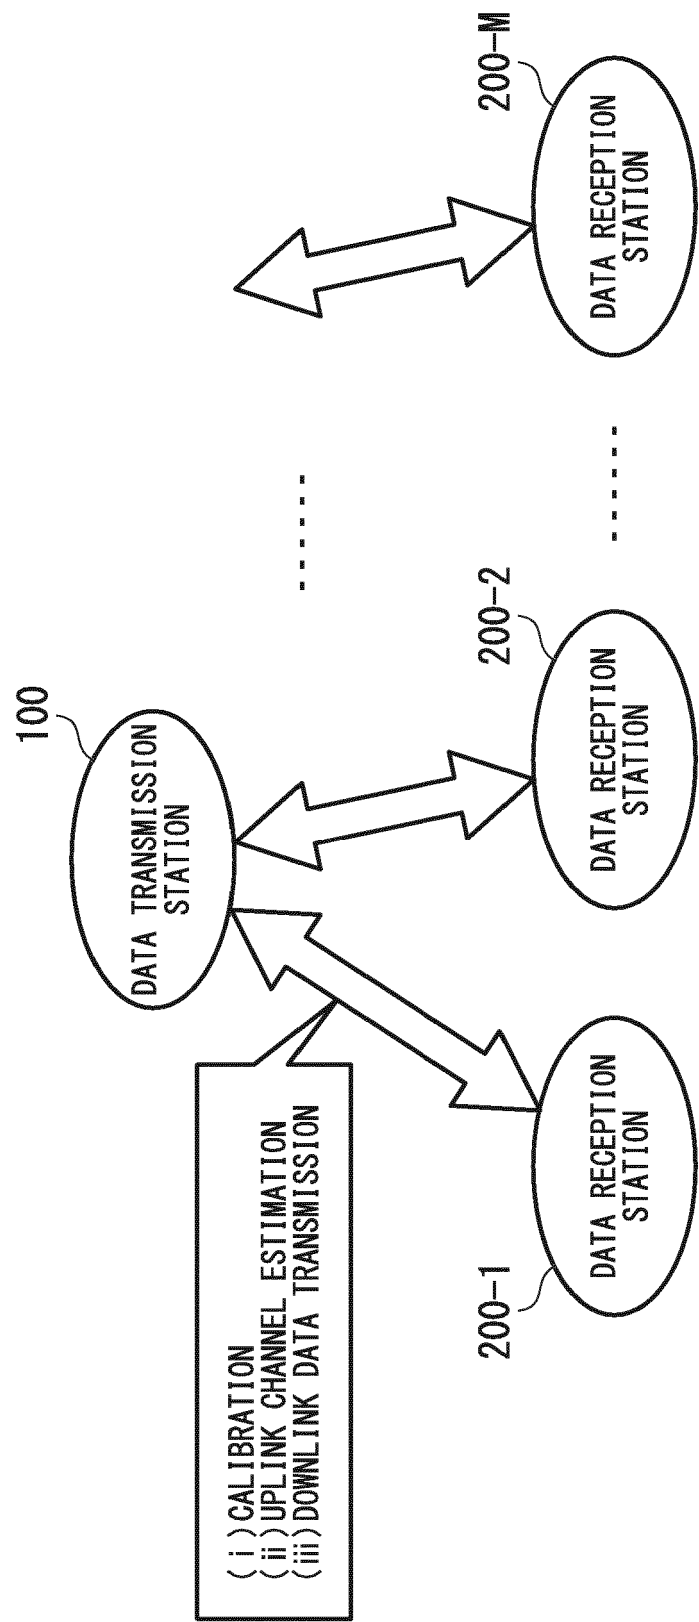 100
DATA TRANSMISSION
STATION
(i)CALIBRATION
(ii)UPLINK CHANNEL ESTIMATION
(iii)DOWNLINK DATA TRANSMISSION
200-1
DATA RECEPTION
STATION
200-2
DATA RECEPTION
STATION
200-M
DATA RECEPTION
STATION